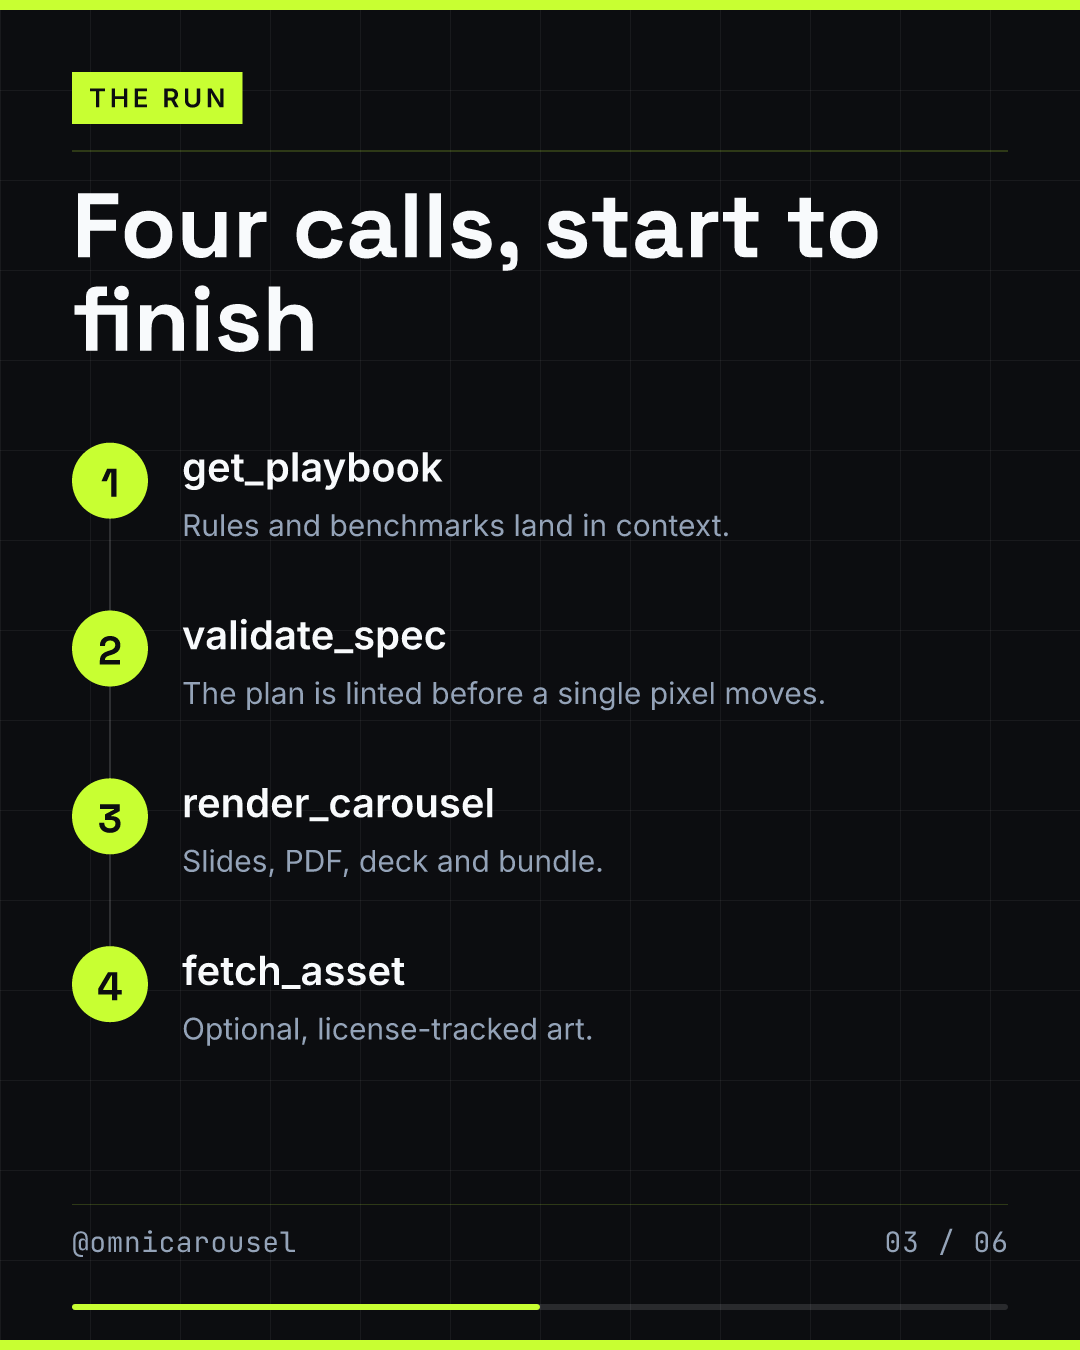 THE RUN
Four calls, start to
finish
1
get_playbook
Rules and benchmarks land in context.
2
validate_spec
The plan is linted before a single pixel moves.
3
render_carousel
Slides, PDF, deck and bundle.
4
fetch_asset
Optional, license-tracked art.
@omnicarousel
03 / 06